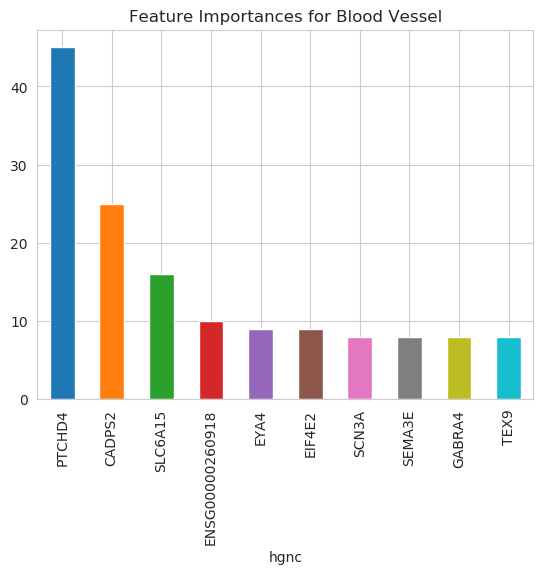 Feature Importances for Blood Vessel
40
30
20
10
0
PTCHD4
CADPS2
SLC6A15
ENSG00000260918
EYA4
EIF4E2
SCN3A
SEMA3E
GABRA4
TEX9
hgnc